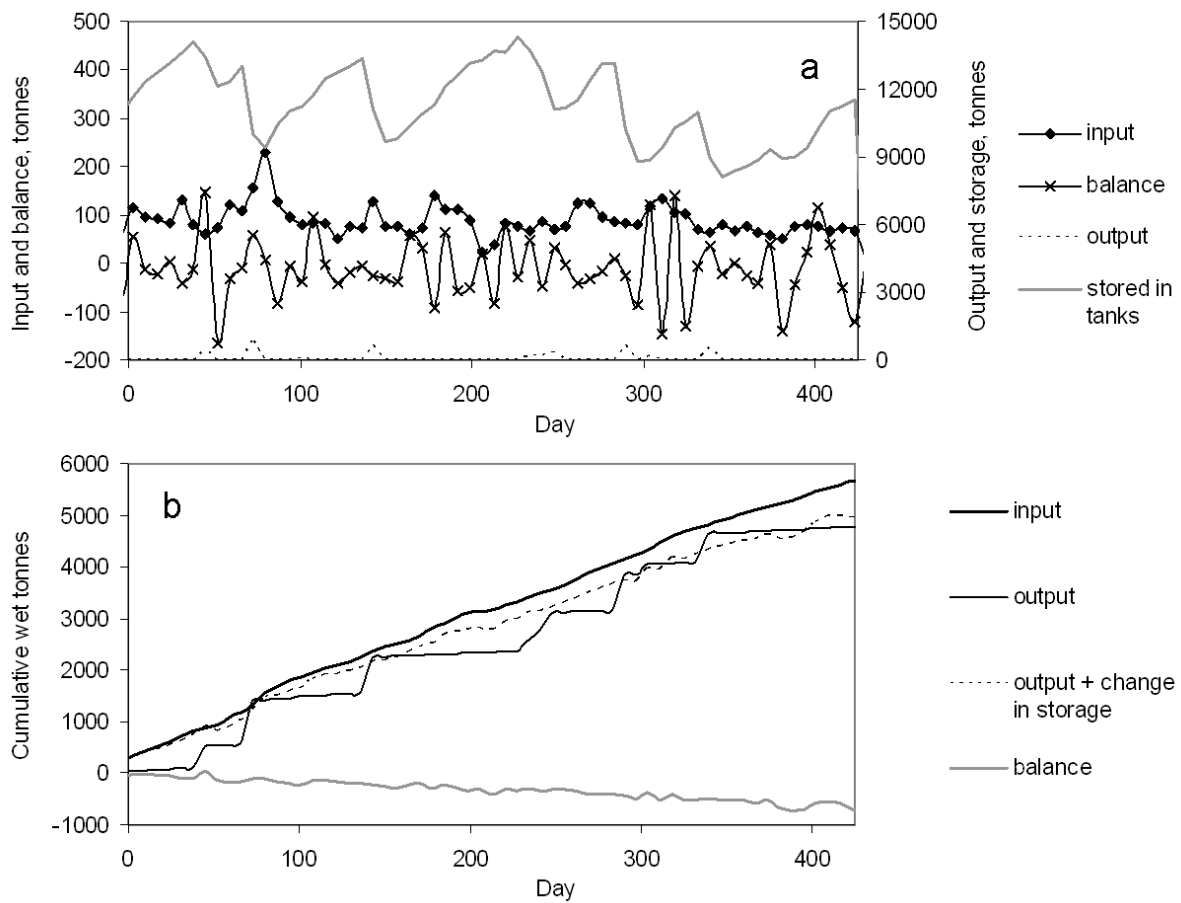 500
400
300
200
100
0
-100
-200
15000
12000
9000
6000
3000
0
0
100
200
300
400
Day
Input and balance, tonnes
Output and storage, tonnes
a
input
balance
output
stored in
tanks
6000
5000
4000
3000
2000
1000
0
-1000
0
100
200
300
400
Day
Cumulative wet tonnes
b
input
output
output + change
in storage
balance